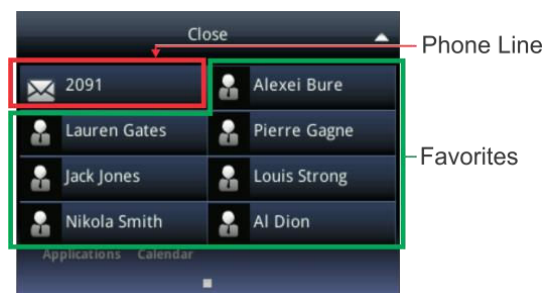 Close
Phone Line
2091
Alexei Bure
Lauren Gates
Pierre Gagne
Favorites
Jack Jones
Louis Strong
Nikola Smith
Al Dion
Applications Calendar